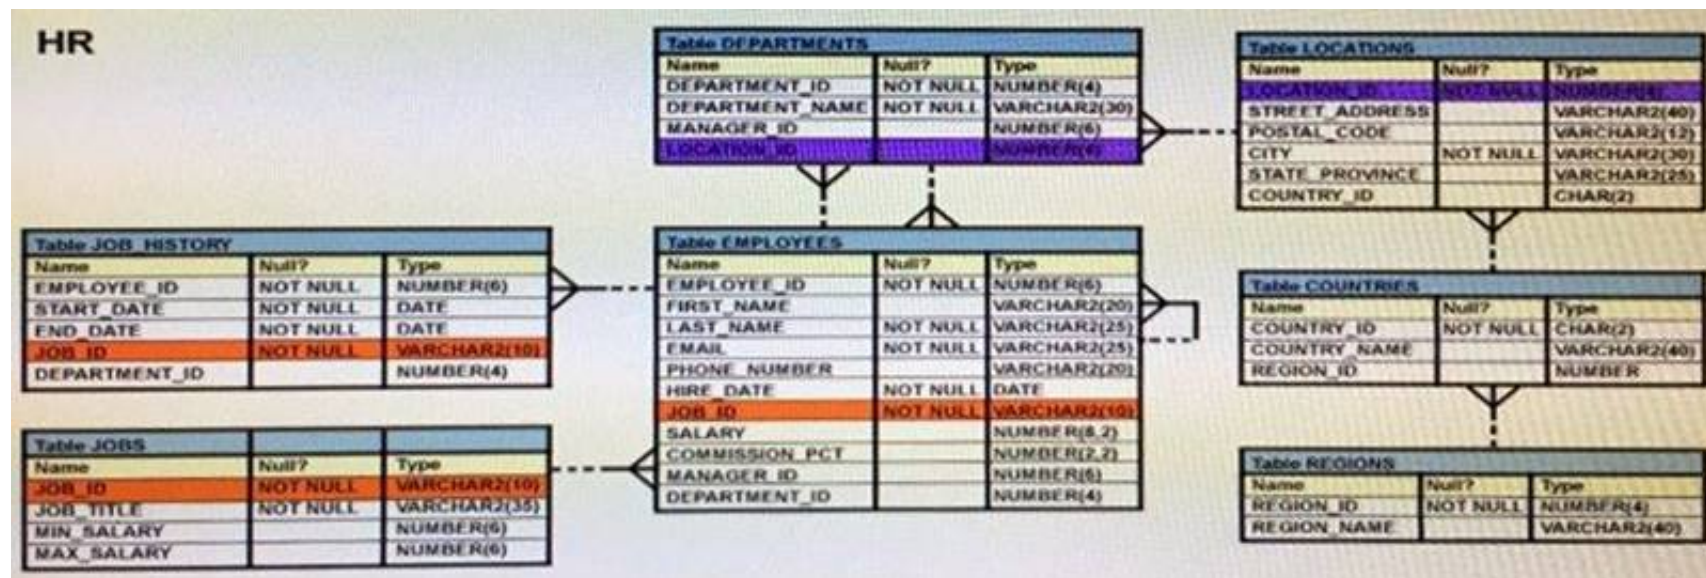 HR
Table DEPARTMENTS
Name Null? Type
DEPARTMENT_ID NOT NULL NUMBER(4)
DEPARTMENT_NAME NOT NULL VARCHAR2(30)
MANAGER_ID NUMBER(6)
LOCATION_ID NUMBER(4)
Table LOCATIONS
Name Null? Type
LOCATION_ID NOT NULL NUMBER(4)
STREET_ADDRESS VARCHAR2(40)
POSTAL_CODE VARCHAR2(12)
CITY NOT NULL VARCHAR2(30)
STATE_PROVINCE VARCHAR2(25)
COUNTRY_ID CHAR(2)
Table JOB_HISTORY
Name Null? Type
EMPLOYEE_ID NOT NULL NUMBER(6)
START_DATE NOT NULL DATE
END_DATE NOT NULL DATE
JOB_ID NOT NULL VARCHAR2(10)
DEPARTMENT_ID NUMBER(4)
Table EMPLOYEES
Name Null? Type
EMPLOYEE_ID NOT NULL NUMBER(6)
FIRST_NAME VARCHAR2(20)
LAST_NAME NOT NULL VARCHAR2(25)
EMAIL NOT NULL VARCHAR2(25)
PHONE_NUMBER VARCHAR2(20)
HIRE_DATE NOT NULL DATE
JOB_ID NOT NULL VARCHAR2(10)
SALARY NUMBER(8,2)
COMMISSION_PCT NUMBER(2,2)
MANAGER_ID NUMBER(6)
DEPARTMENT_ID NUMBER(4)
Table COUNTRIES
Name Null? Type
COUNTRY_ID NOT NULL CHAR(2)
COUNTRY_NAME VARCHAR2(40)
REGION_ID NUMBER
Table JOBS
Name Null? Type
JOB_ID NOT NULL VARCHAR2(10)
JOB_TITLE NOT NULL VARCHAR2(35)
MIN_SALARY NUMBER(6)
MAX_SALARY NUMBER(6)
Table REGIONS
Name Null? Type
REGION_ID NOT NULL NUMBER(4)
REGION_NAME VARCHAR2(40)